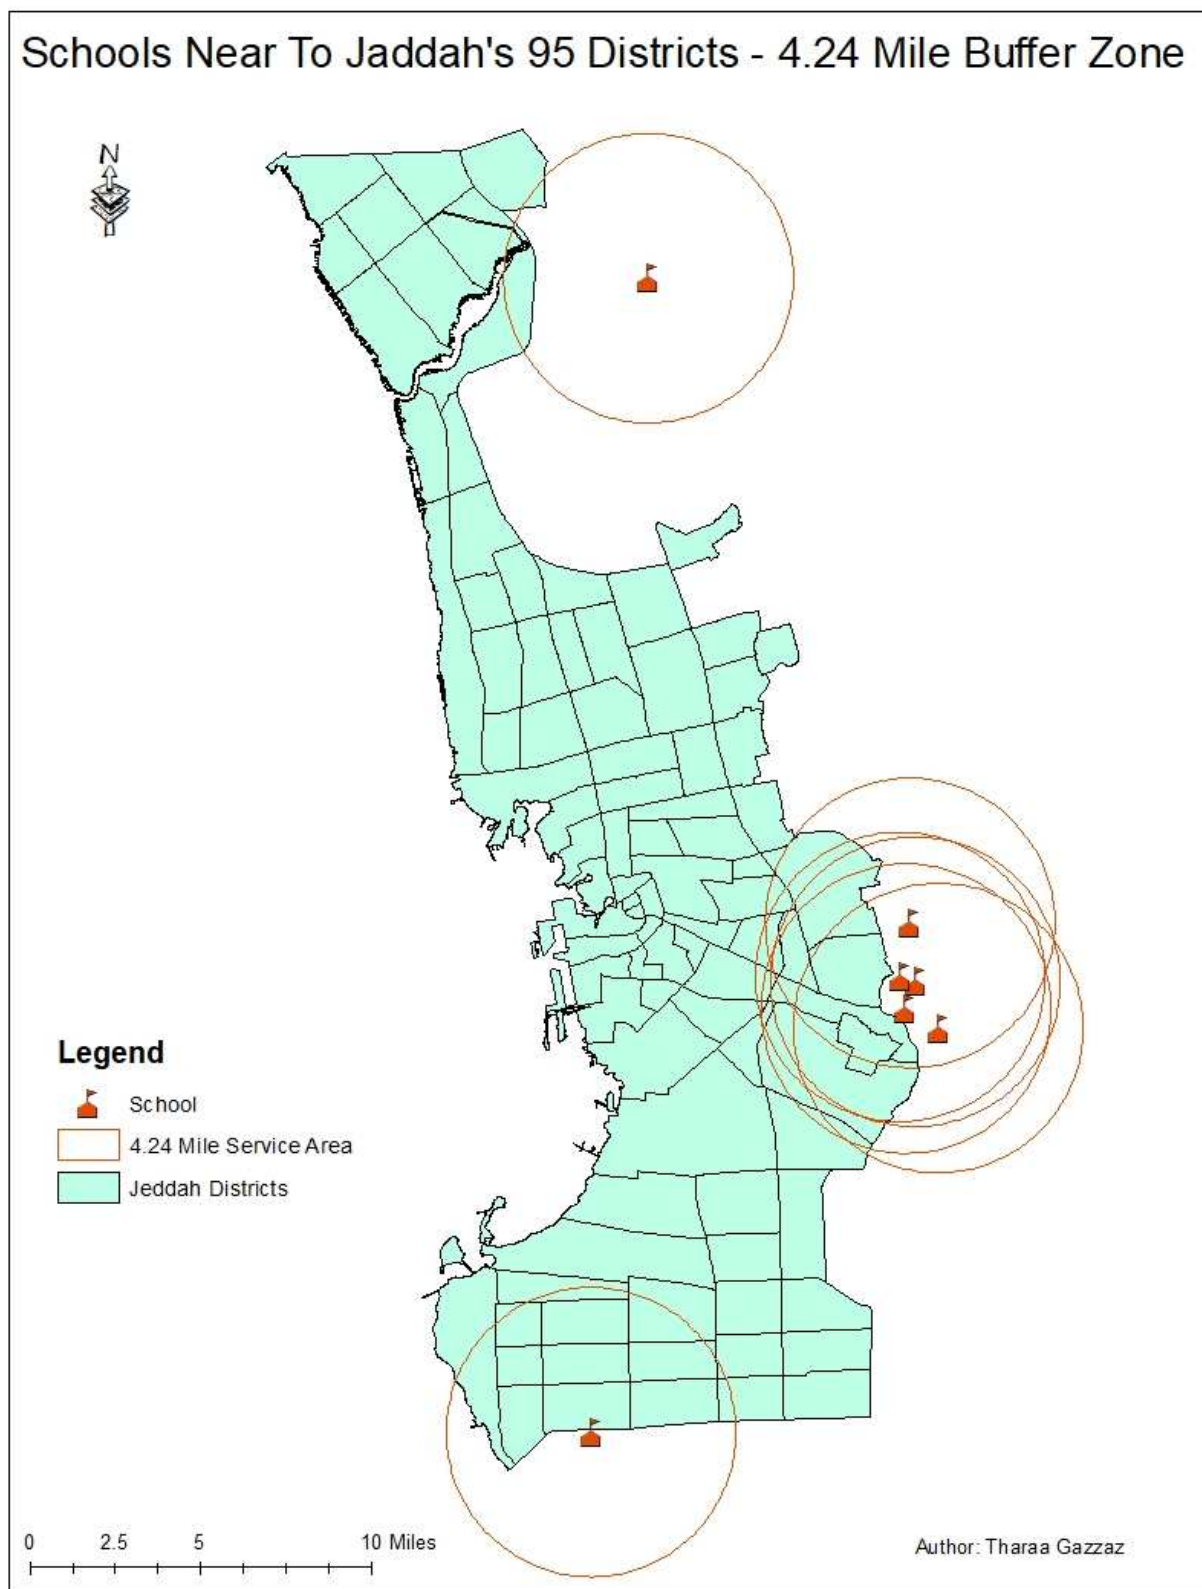 Schools Near To Jaddah's 95 Districts - 4.24 Mile Buffer Zone
N
Legend
School
4.24 Mile Service Area
Jeddah Districts
0 2.5 5 10 Miles
Author: Tharaa Gazzaz